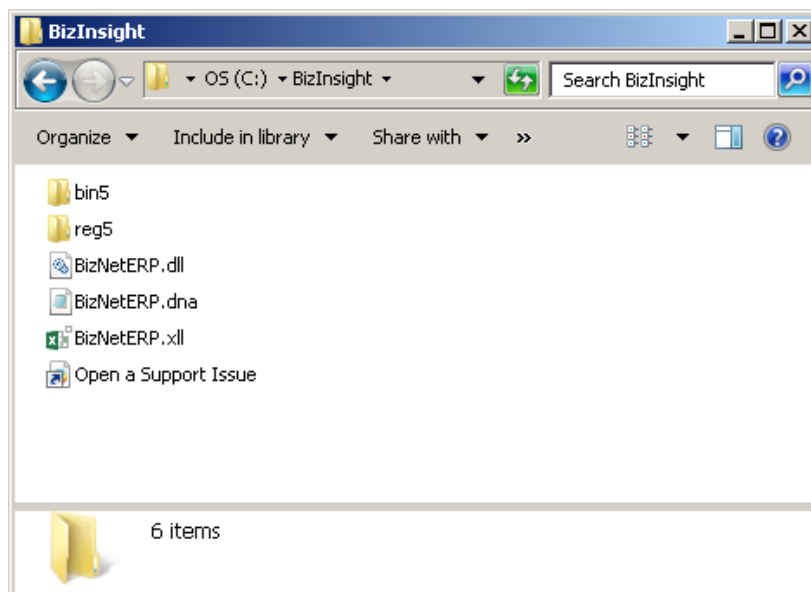 BizInsight
OS (C:) BizInsight Search BizInsight
Organize Include in library Share with »
bin5
reg5
BizNetERP.dll
BizNetERP.dna
BizNetERP.xll
Open a Support Issue
6 items